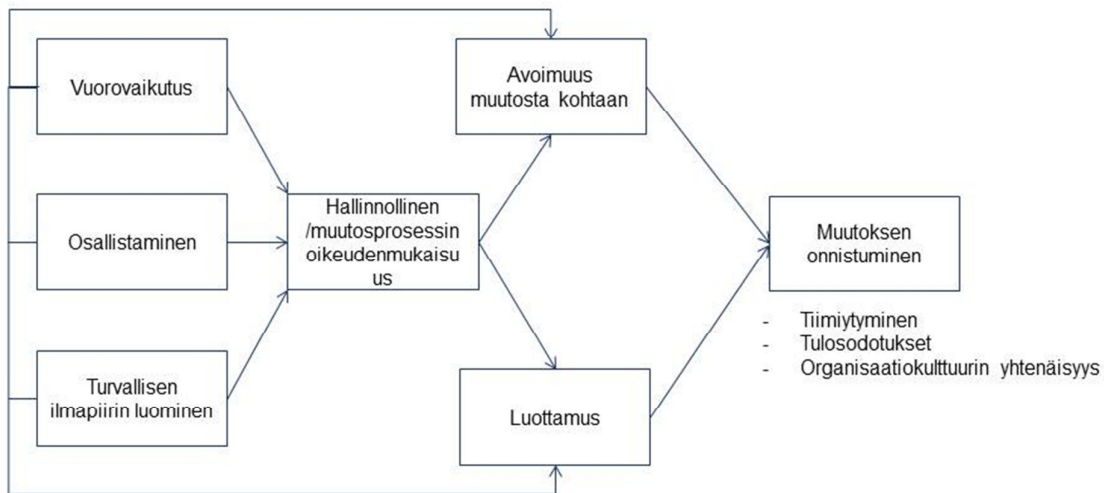 Vuorovaikutus
Osallistaminen
Turvallisen
ilmapiirin luominen
Hallinnollinen
/muutosprosessin
oikeudenmukaisu
us
Avoimuus
muutosta kohtaan
Luottamus
Muutoksen
onnistuminen
- Tiimiytyminen
- Tulosodotukset
- Organisaatiokulttuurin yhtenäisyys